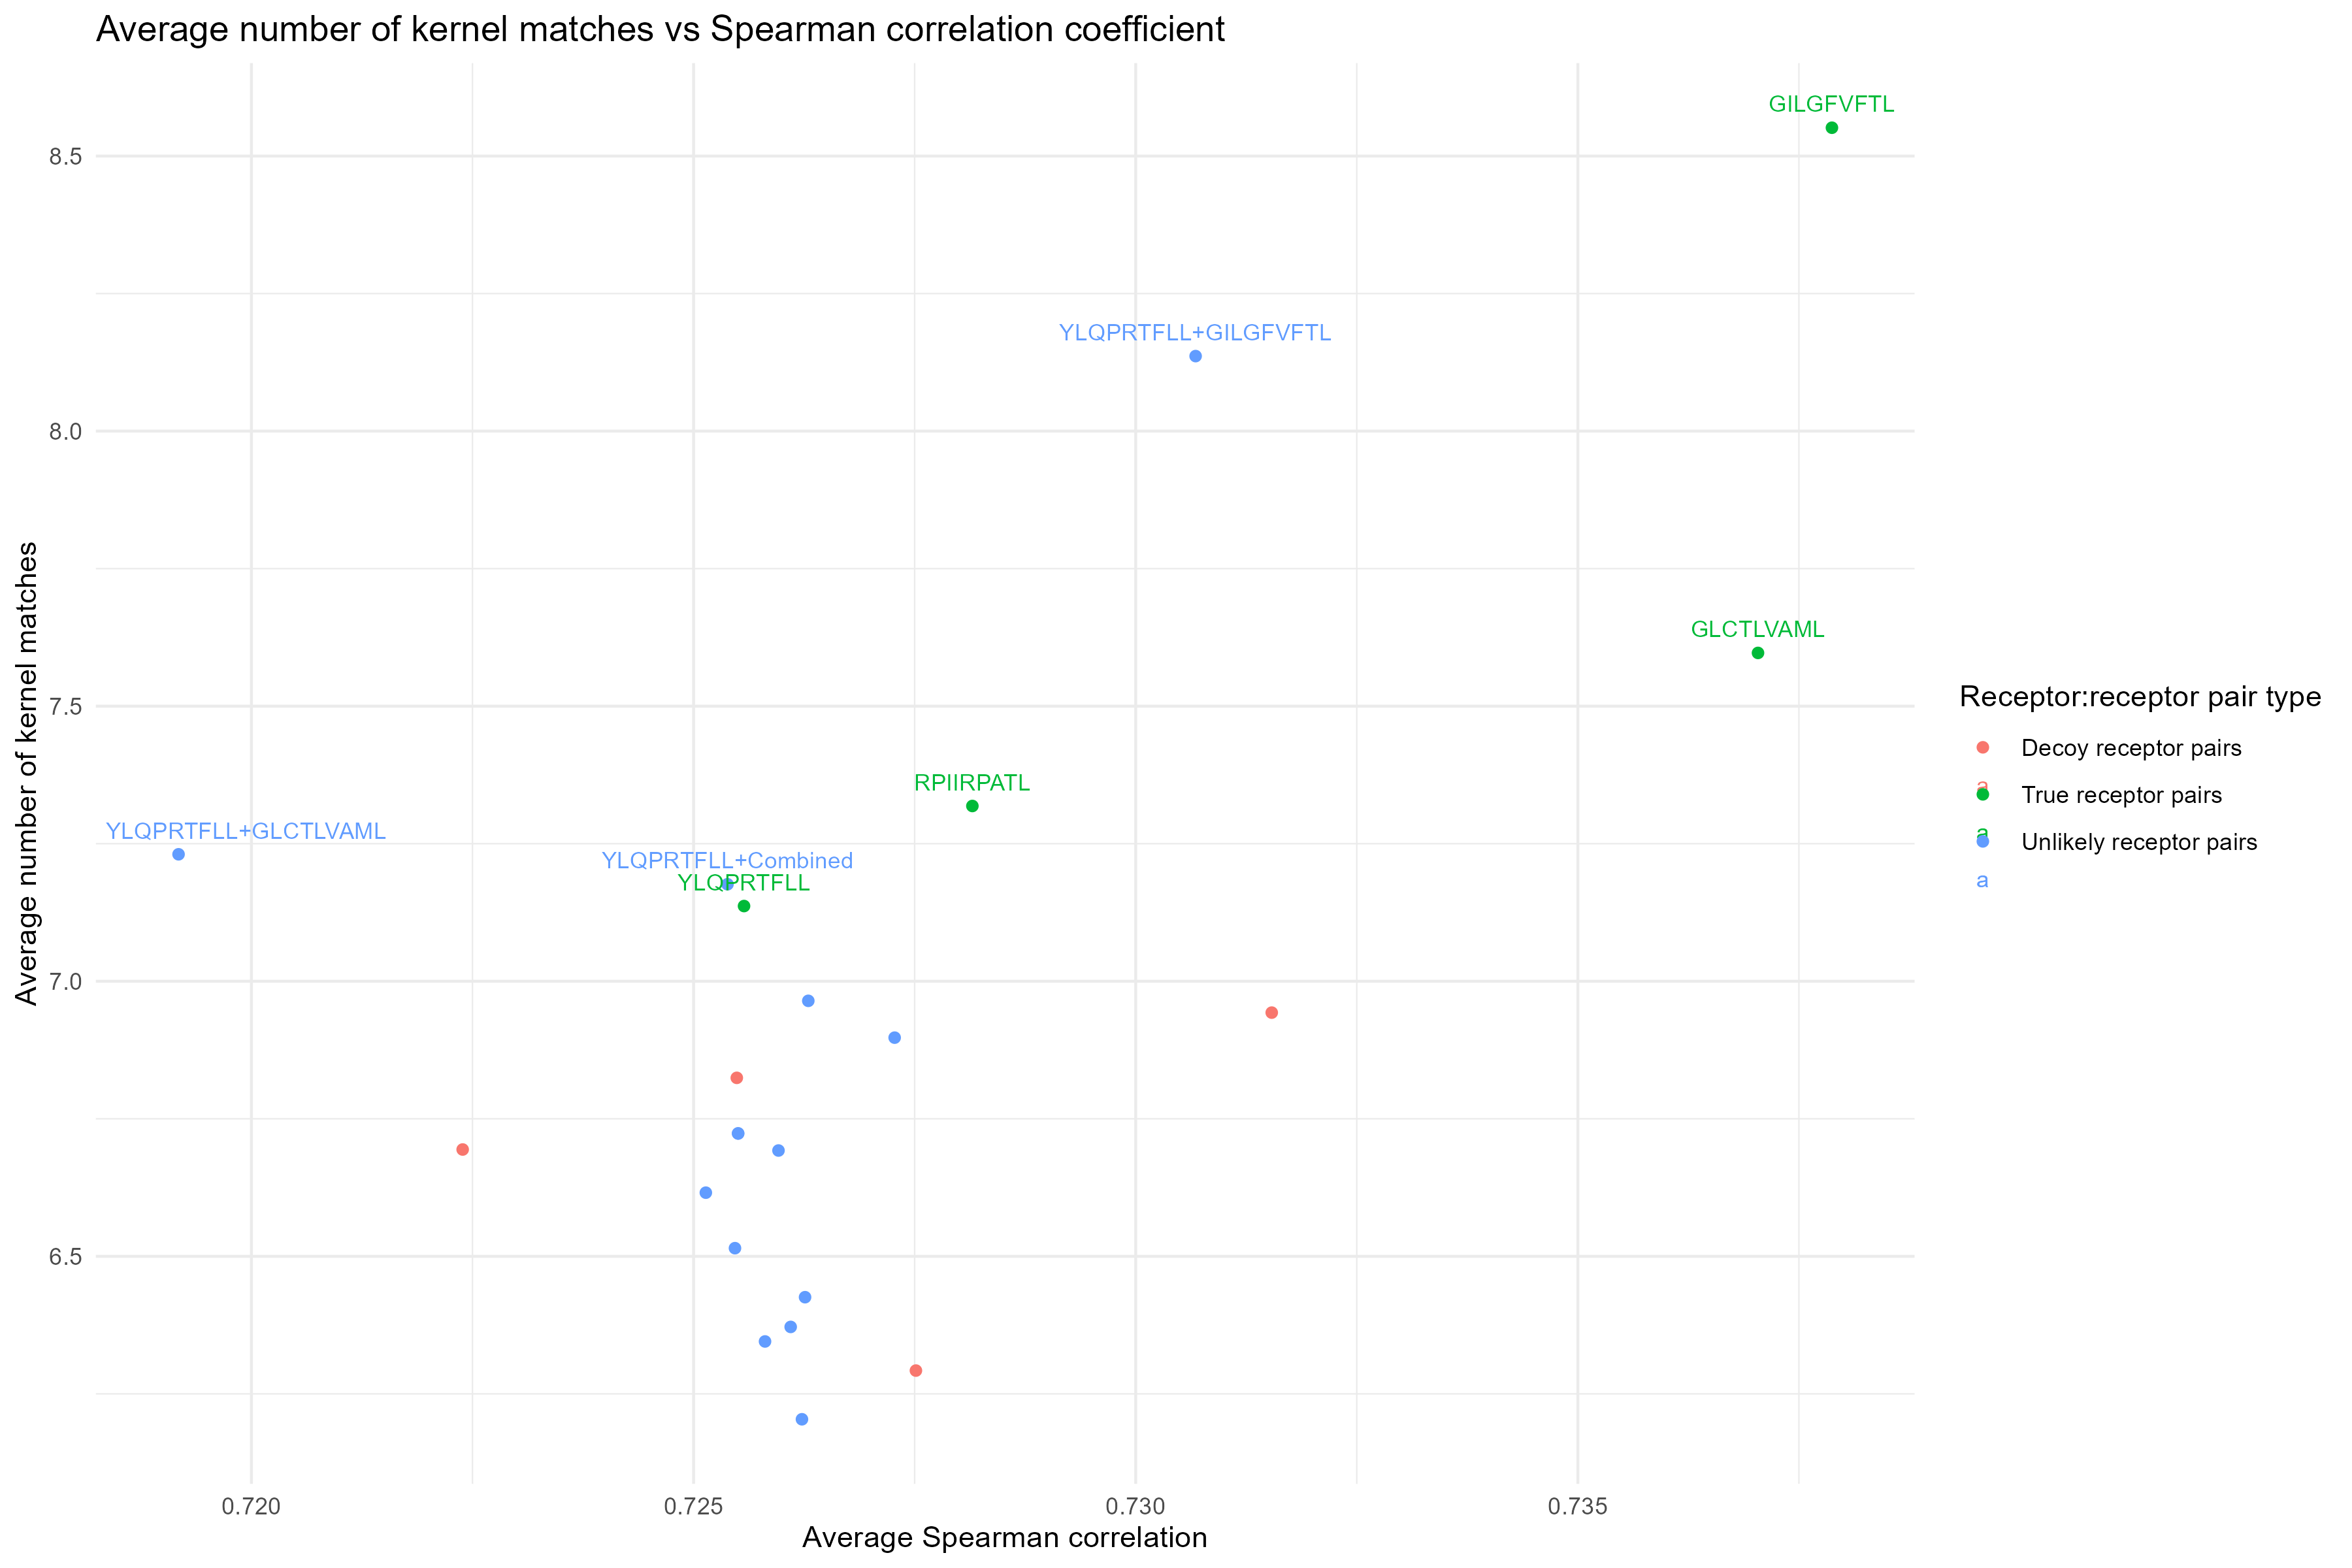 Average number of kernel matches vs Spearman correlation coefficient
GILGFVFTL
8.5
YLQPRTFLL+GILGFVFTL
8.0
GLCTLVAML
7.5
RPIIRPATL
YLQPRTFLL+GLCTLVAML
YLQPRTFLL+Combined
YLQPRTFLL
7.0
6.5
0.720
0.725
0.730
0.735
Average Spearman correlation
Average number of kernel matches
Receptor:receptor pair type
Decoy receptor pairs
a
True receptor pairs
a
Unlikely receptor pairs
a